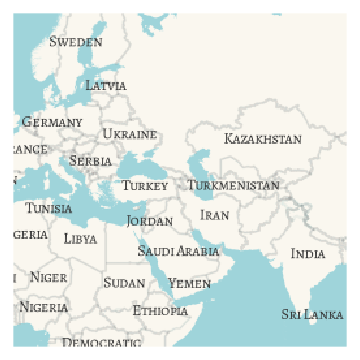 Sweden
Latvia
Germany
Ukraine
Kazakhstan
rance
Serbia
Turkey
Turkmenistan
Tunisia
Jordan
Iran
geria
Libya
Saudi Arabia
India
Niger
Sudan
Yemen
Nigeria
Ethiopia
Sri Lanka
Democratic